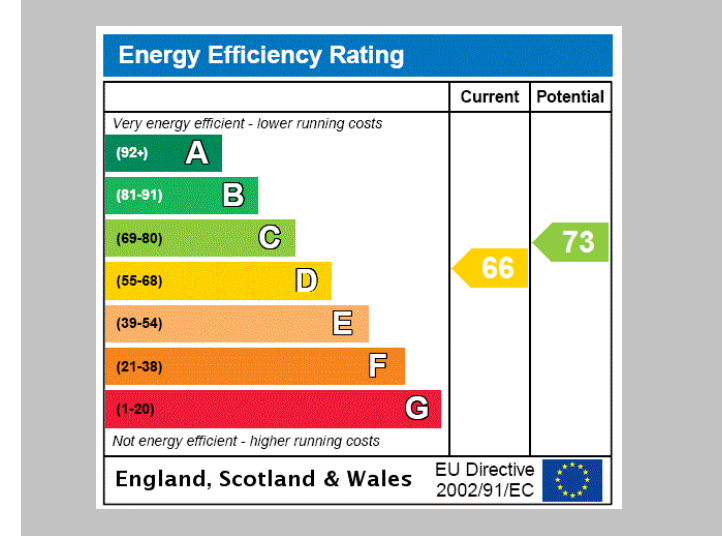 Energy Efficiency Rating
Current Potential
Very energy efficient - lower running costs
(92+) A
(81-91) B
(69-80) C
73
(55-68) D
66
(39-54) E
(21-38) F
(1-20) G
Not energy efficient - higher running costs
England, Scotland & Wales
EU Directive
2002/91/EC